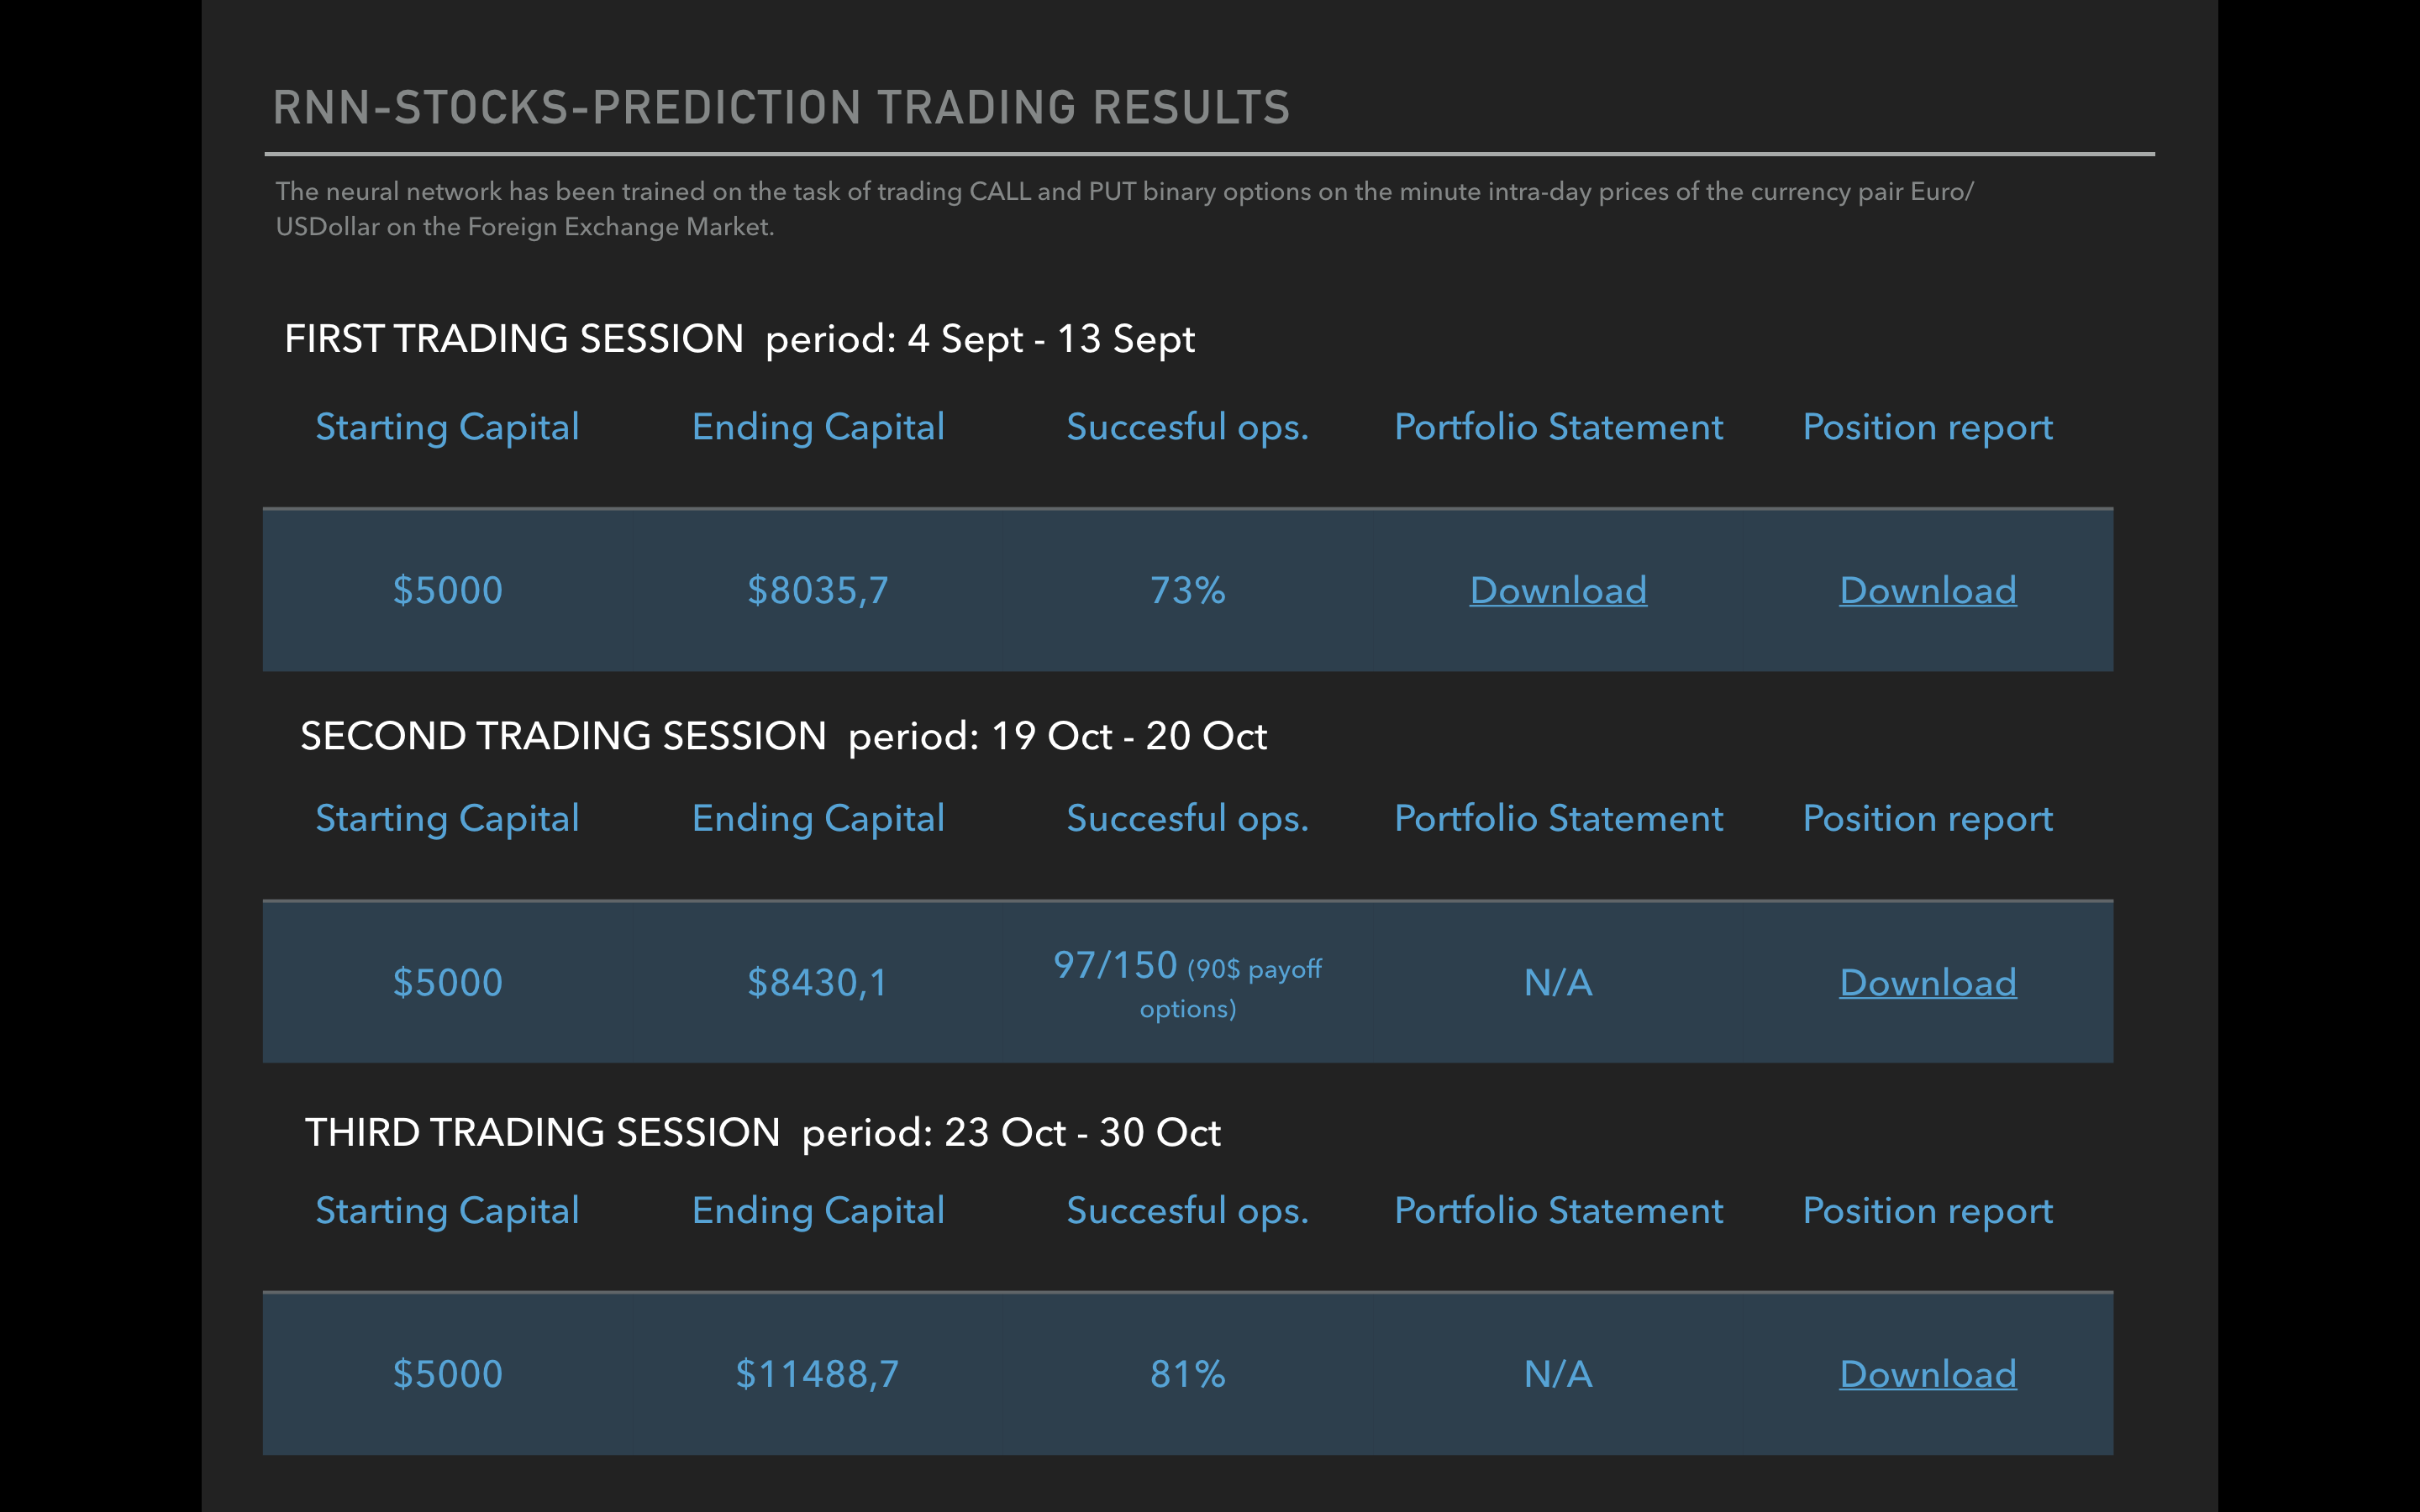 RNN-STOCKS-PREDICTION TRADING RESULTS
The neural network has been trained on the task of trading CALL and PUT binary options on the minute intra-day prices of the currency pair Euro/
USDollar on the Foreign Exchange Market.
FIRST TRADING SESSION period: 4 Sept - 13 Sept
Starting Capital Ending Capital Succesful ops. Portfolio Statement Position report
$5000 $8035,7 73% Download Download
SECOND TRADING SESSION period: 19 Oct - 20 Oct
Starting Capital Ending Capital Succesful ops. Portfolio Statement Position report
$5000 $8430,1 97/150 (90$ payoff options) N/A Download
THIRD TRADING SESSION period: 23 Oct - 30 Oct
Starting Capital Ending Capital Succesful ops. Portfolio Statement Position report
$5000 $11488,7 81% N/A Download